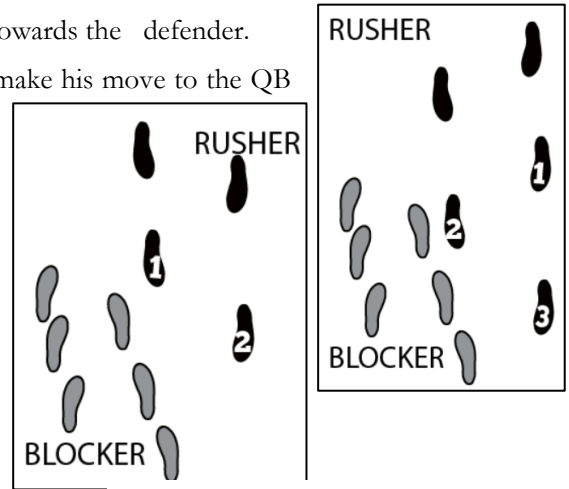 owards the defender.
make his move to the QB
RUSHER
1
2
BLOCKER
RUSHER
1
2
3
BLOCKER